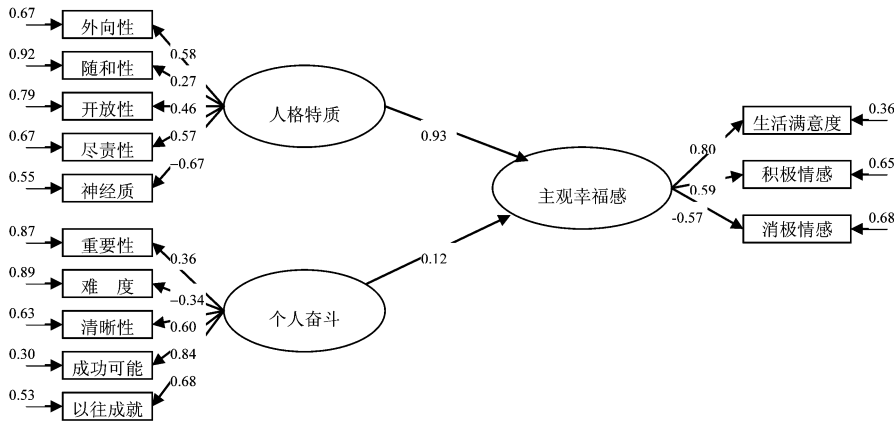 0.67
外向性
0.58
0.92
随和性
0.27
0.79
开放性
0.46
人格特质
0.67
尽责性
0.57
0.55
神经质
−0.67
0.93
0.87
重要性
0.36
0.89
难 度
−0.34
0.63
清晰性
0.60
个人奋斗
0.30
成功可能
0.84
0.53
以往成就
0.68
0.12
主观幸福感
0.80
生活满意度
0.36
0.59
积极情感
0.65
-0.57
消极情感
0.68